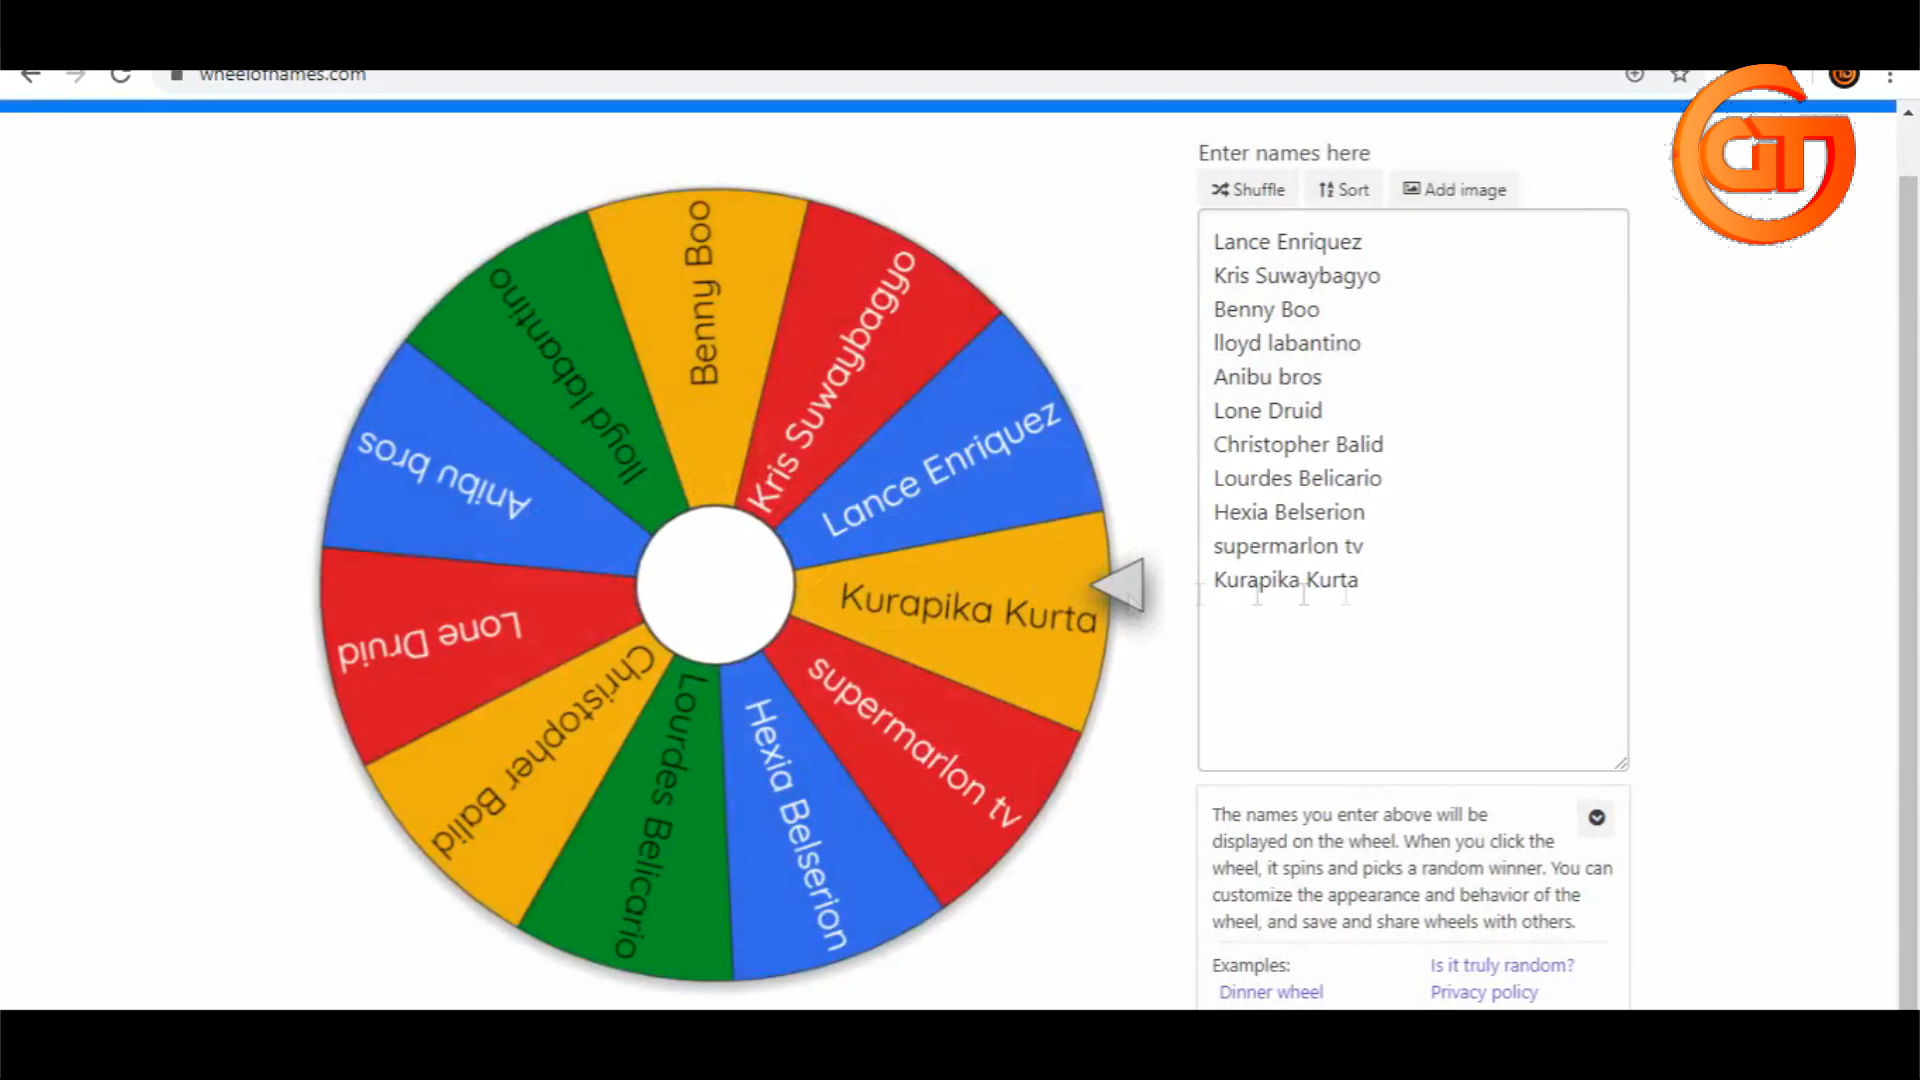 wheelofnames.com
Enter names here
Shuffle
Sort
Add image
Lance Enriquez
Kris Suwaybagyo
Benny Boo
lloyd labantino
Anibu bros
Lone Druid
Christopher Balid
Lourdes Belicario
Hexia Belserion
supermarlon tv
Kurapika Kurta
Benny Boo
Kris Suwaybagyo
Lance Enriquez
Kurapika Kurta
supermarlon tv
Hexia Belserion
Lourdes Belicario
Christopher Balid
Lone Druid
Anibu bros
lloyd labantino
The names you enter above will be
displayed on the wheel. When you click the
wheel, it spins and picks a random winner. You can
customize the appearance and behavior of the
wheel, and save and share wheels with others.
Examples:
Is it truly random?
Dinner wheel
Privacy policy